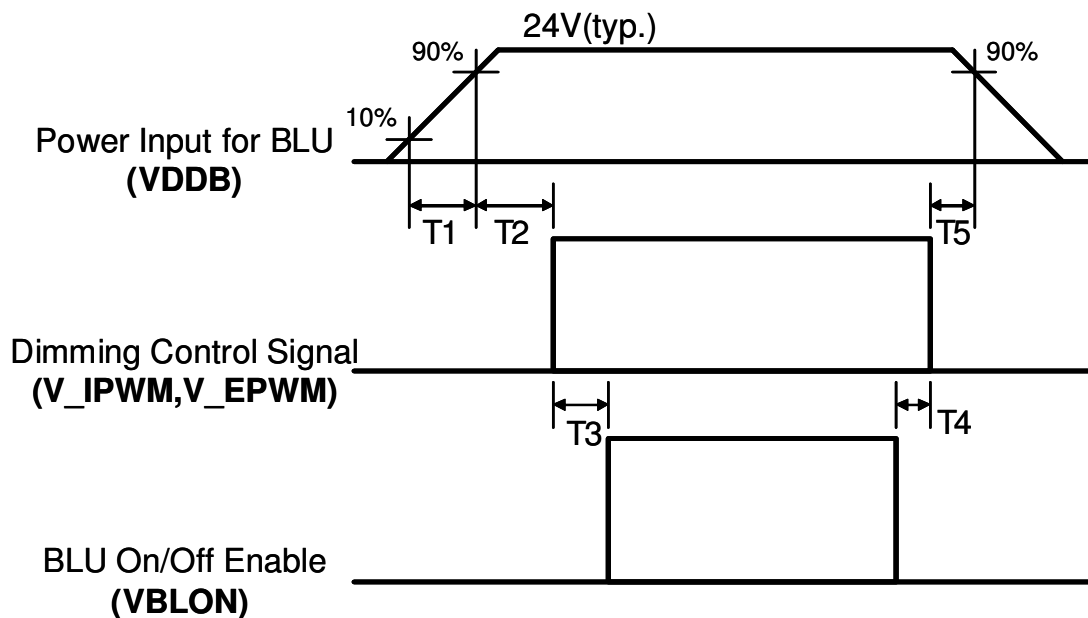 24V(typ.)
90%
90%
10%
Power Input for BLU
(VDDB)
T1
T2
T5
Dimming Control Signal
(V_IPWM,V_EPWM)
T3
T4
BLU On/Off Enable
(VBLON)